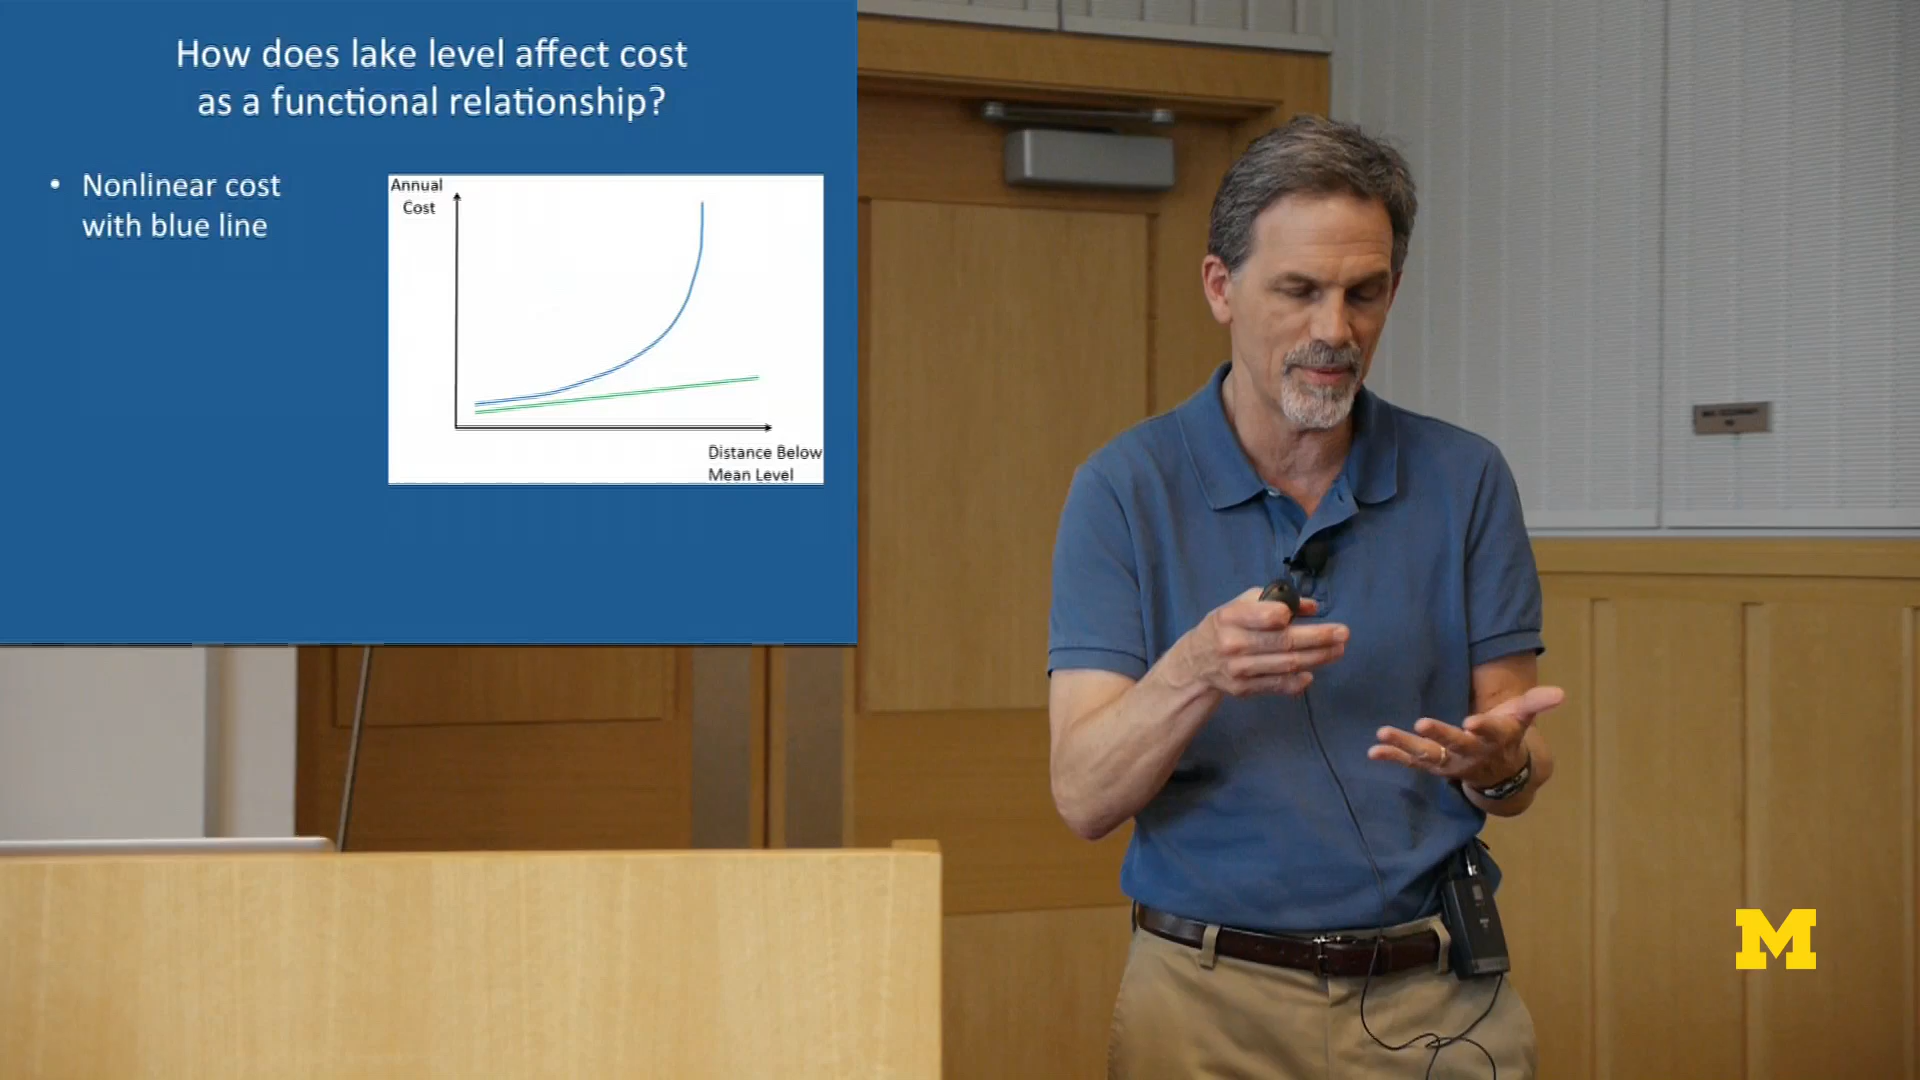 How does lake level affect cost
as a functional relationship?
• Nonlinear cost
with blue line
Annual
Cost
Distance Below
Mean Level
M